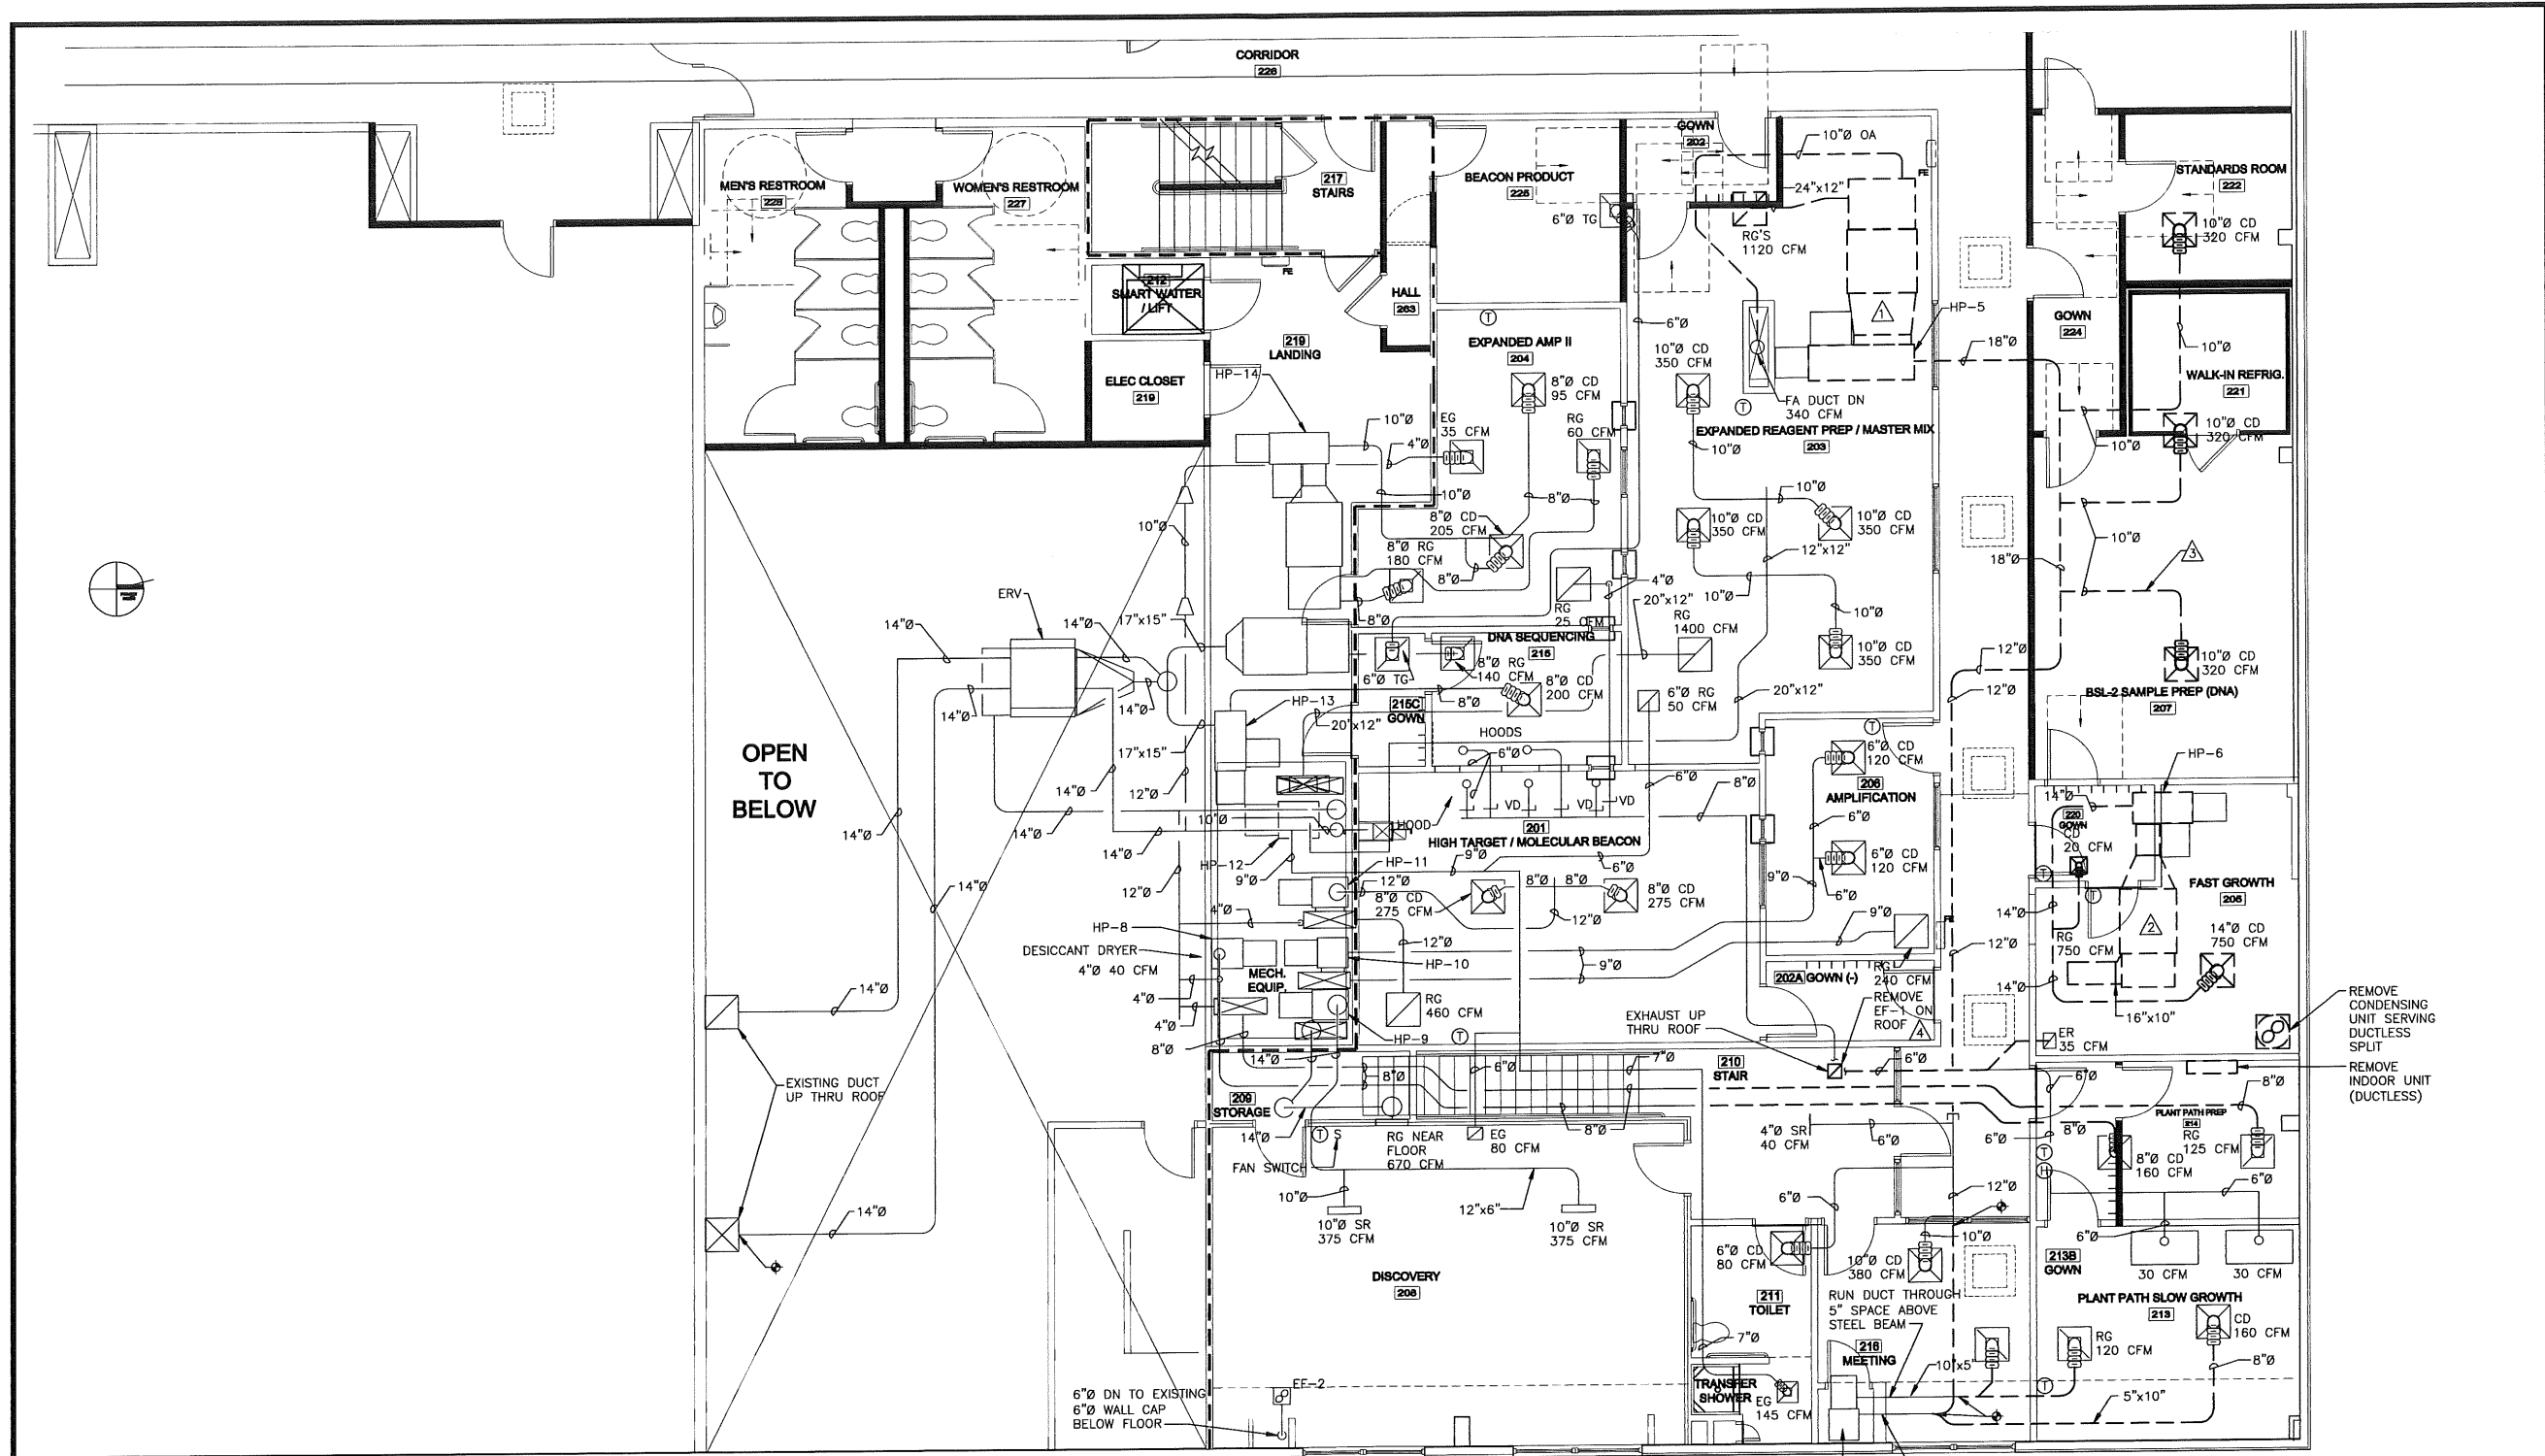 CORRIDOR
226
MEN'S RESTROOM
228
WOMEN'S RESTROOM
227
217
STAIRS
BEACON PRODUCT
225
6"Ø TG
GOWN
202
10"Ø OA
24"x12"
FE
RG'S
1120 CFM
STANDARDS ROOM
222
10"Ø CD
320 CFM
212
SMART WAITER
/ LIFT
FE
HALL
263
219
LANDING
ELEC CLOSET
219
HP-14
EXPANDED AMP II
204
T
8"Ø CD
95 CFM
EG
35 CFM
RG
60 CFM
6"Ø
10"Ø CD
350 CFM
T
FA DUCT DN
340 CFM
1
HP-5
18"Ø
GOWN
224
10"Ø
WALK-IN REFRIG.
221
10"Ø CD
320 CFM
10"Ø
EXPANDED REAGENT PREP / MASTER MIX
203
10"Ø
4"Ø
10"Ø
10"Ø
8"Ø
8"Ø CD
205 CFM
8"Ø RG
180 CFM
8"Ø
8"Ø
10"Ø
10"Ø
10"Ø CD
350 CFM
10"Ø CD
350 CFM
12"x12"
4"Ø
20"x12"
10"Ø
10"Ø
RG
25 CFM
RG
1400 CFM
10"Ø CD
350 CFM
18"Ø
10"Ø
3
12"Ø
12"Ø
10"Ø CD
320 CFM
BSL-2 SAMPLE PREP (DNA)
207
ERV
14"Ø
14"Ø
17"x15"
14"Ø
14"Ø
DNA SEQUENCING
215
6"Ø TG
8"Ø RG
140 CFM
8"Ø CD
200 CFM
8"Ø
6"Ø RG
50 CFM
20"x12"
215C
GOWN
HP-13
20"x12"
17"x15"
HOODS
6"Ø
OPEN
TO
BELOW
14"Ø
12"Ø
14"Ø
14"Ø
14"Ø
10"Ø
HOOD
VD
VD
VD
6"Ø
8"Ø
201
HIGH TARGET / MOLECULAR BEACON
T
6"Ø CD
120 CFM
206
AMPLIFICATION
6"Ø
6"Ø CD
120 CFM
9"Ø
6"Ø
HP-6
14"Ø
220
GOWN
CD
20 CFM
T
T
FAST GROWTH
205
2
14"Ø
RG
750 CFM
14"Ø CD
750 CFM
14"Ø
16"x10"
HP-12
9"Ø
HP-11
9"Ø
6"Ø
12"Ø
12"Ø
8"Ø CD
275 CFM
8"Ø
8"Ø
8"Ø CD
275 CFM
12"Ø
14"Ø
4"Ø
HP-8
DESICCANT DRYER
4"Ø 40 CFM
MECH.
EQUIP.
12"Ø
HP-10
9"Ø
9"Ø
FE
12"Ø
RG
240 CFM
202A GOWN (-)
4"Ø
4"Ø
8"Ø
RG
460 CFM
T
HP-9
14"Ø
REMOVE
EF-1 ON
ROOF
4
EXHAUST UP
THRU ROOF
ER
35 CFM
REMOVE
CONDENSING
UNIT SERVING
DUCTLESS
SPLIT
REMOVE
INDOOR UNIT
(DUCTLESS)
14"Ø
EXISTING DUCT
UP THRU ROOF
14"Ø
209
STORAGE
14"Ø
8"Ø
6"Ø
7"Ø
210
STAIR
6"Ø
6"Ø
8"Ø
PLANT PATH PREP
214
RG
125 CFM
8"Ø
8"Ø
6"Ø
T
H
8"Ø CD
160 CFM
6"Ø
T S
FAN SWITCH
RG NEAR
FLOOR
670 CFM
EG
80 CFM
4"Ø SR
40 CFM
6"Ø
10"Ø
12"x6"
10"Ø SR
375 CFM
10"Ø SR
375 CFM
6"Ø
12"Ø
6"Ø CD
80 CFM
10"Ø CD
380 CFM
10"Ø
213B
GOWN
6"Ø
30 CFM
30 CFM
DISCOVERY
208
211
TOILET
RUN DUCT THROUGH
5" SPACE ABOVE
STEEL BEAM
PLANT PATH SLOW GROWTH
213
CD
160 CFM
RG
120 CFM
7"Ø
216
MEETING
10"x5"
8"Ø
T
5"x10"
TRANSFER
SHOWER
EG
145 CFM
EF-2
6"Ø DN TO EXISTING
6"Ø WALL CAP
BELOW FLOOR